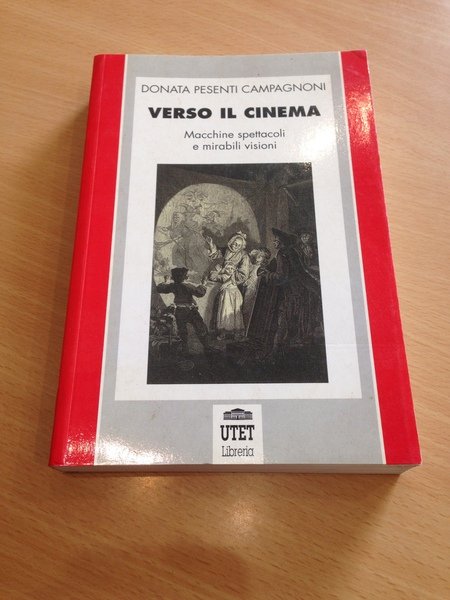 DONATA PESENTI CAMPAGNONI
VERSO IL CINEMA
Macchine spettacoli
e mirabili visioni
UTET
Libreria